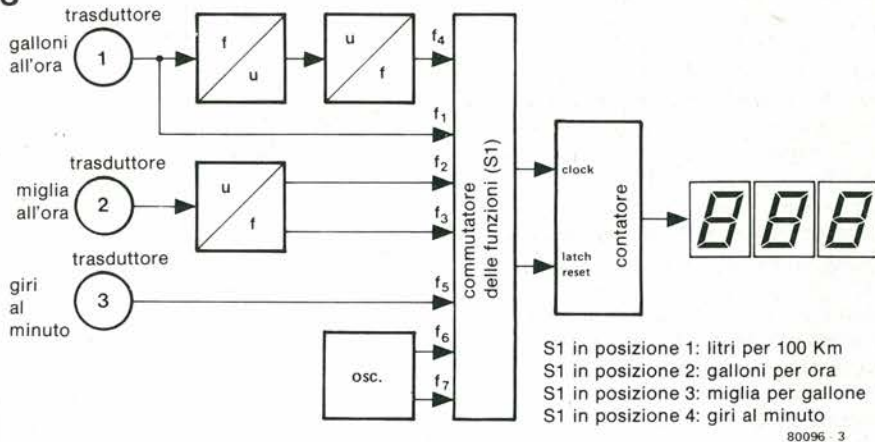 3
trasduttore
galloni
all'ora
1
f
u
u
f
f4
f1
trasduttore
miglia
all'ora
2
u
f
f2
f3
trasduttore
giri
al
minuto
3
f5
osc.
f6
f7
commutatore
delle funzioni (S1)
clock
latch
reset
contatore
888
S1 in posizione 1: litri per 100 Km
S1 in posizione 2: galloni per ora
S1 in posizione 3: miglia per gallone
S1 in posizione 4: giri al minuto
80096 - 3